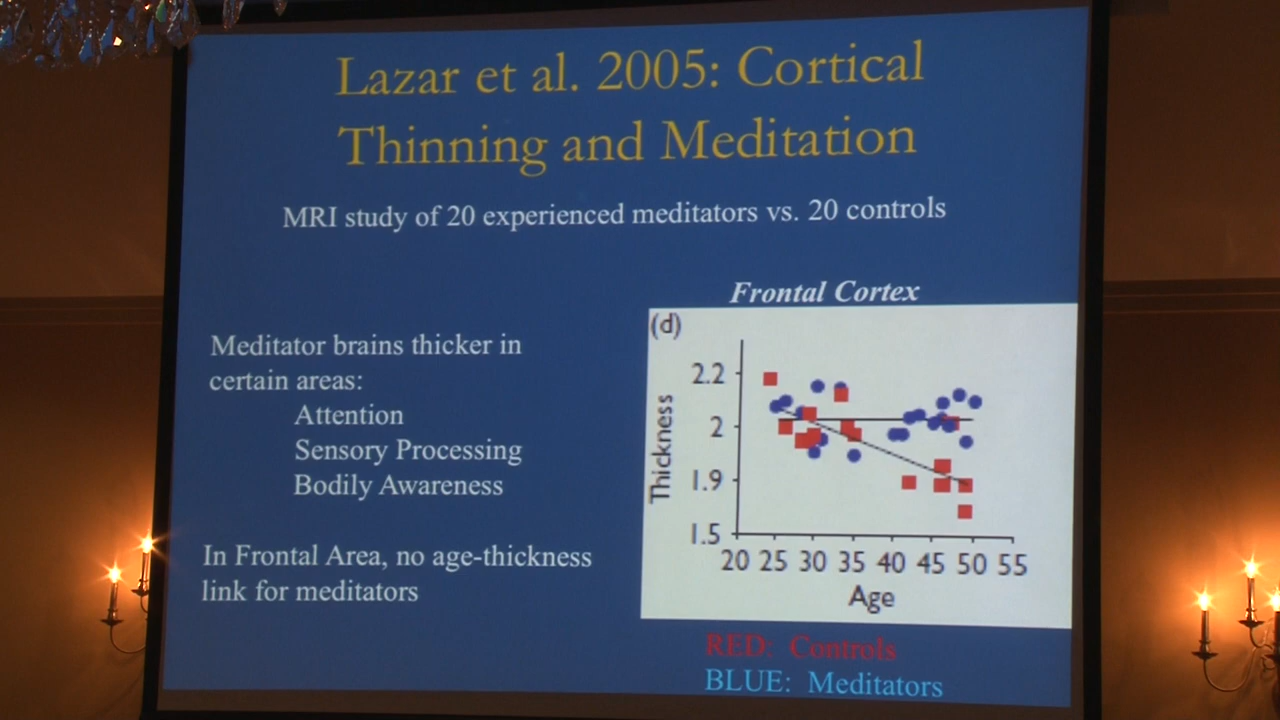 Lazar et al. 2005: Cortical
Thinning and Meditation
MRI study of 20 experienced meditators vs. 20 controls
Meditator brains thicker in
certain areas:
Attention
Sensory Processing
Bodily Awareness
In Frontal Area, no age-thickness
link for meditators
Frontal Cortex
(d)
Thickness
2.2
2
1.9
1.5
20 25 30 35 40 45 50 55
Age
RED: Controls
BLUE: Meditators